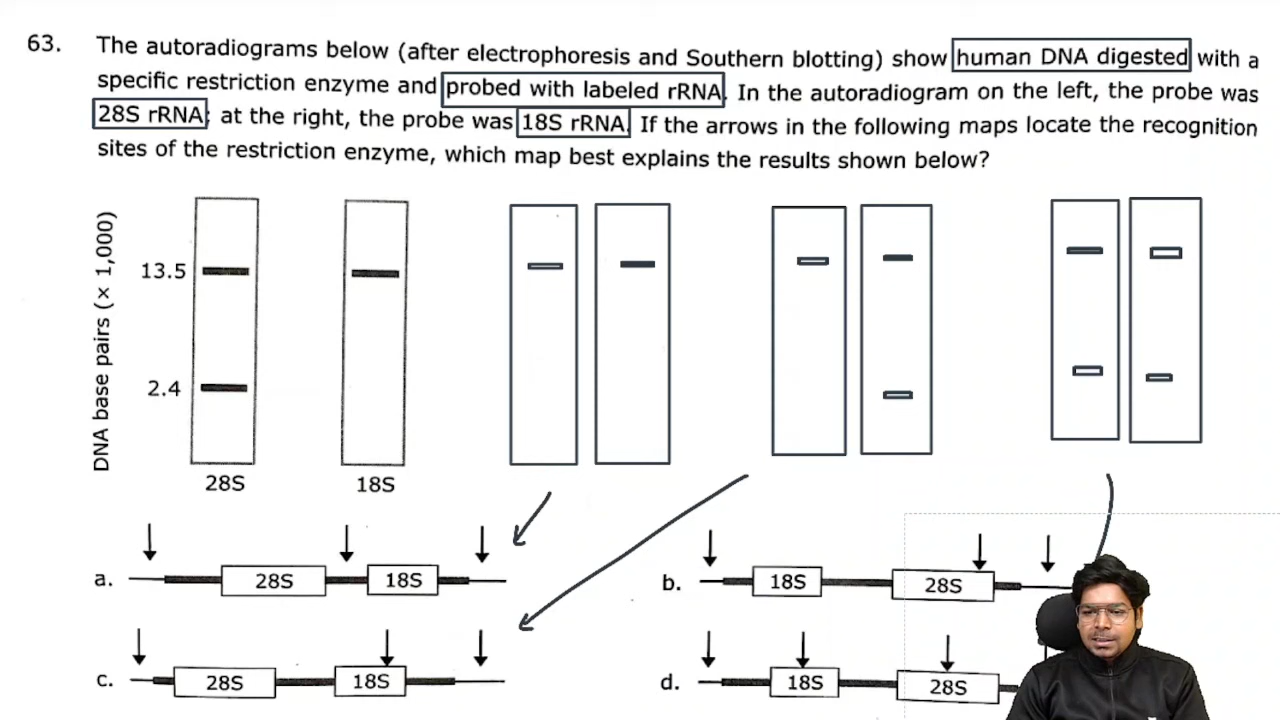 63. The autoradiograms below (after electrophoresis and Southern blotting) show human DNA digested with a
specific restriction enzyme and probed with labeled rRNA. In the autoradiogram on the left, the probe was
28S rRNA; at the right, the probe was 18S rRNA. If the arrows in the following maps locate the recognition
sites of the restriction enzyme, which map best explains the results shown below?
DNA base pairs (× 1,000)
13.5
2.4
28S 18S
a. 28S 18S
b. 18S 28S
c. 28S 18S
d. 18S 28S